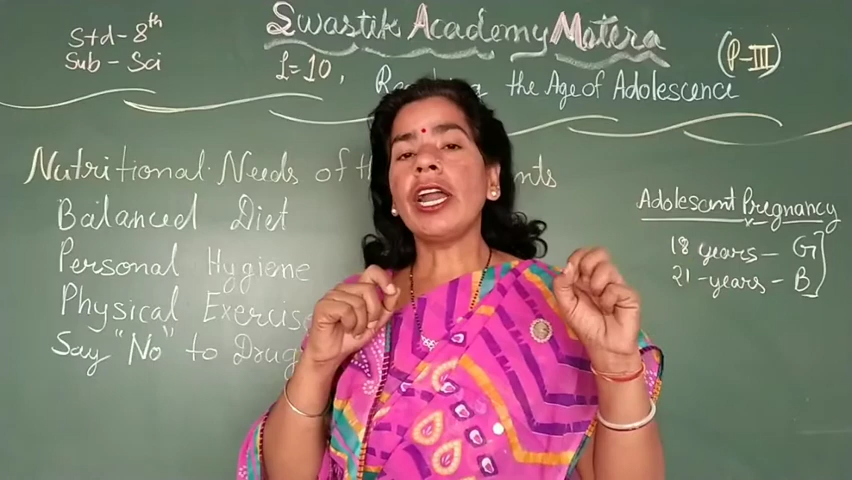 Std-8th
Sub-Sci
Swastik Academy Matera
L=10,
the Age of Adolescence
(P-III)
Nutritional Needs of
Balanced Diet
Personal Hygiene
Physical Exercise
Say "No" to Drug
Adolescent Pregnancy
18 years - G
21-years - B